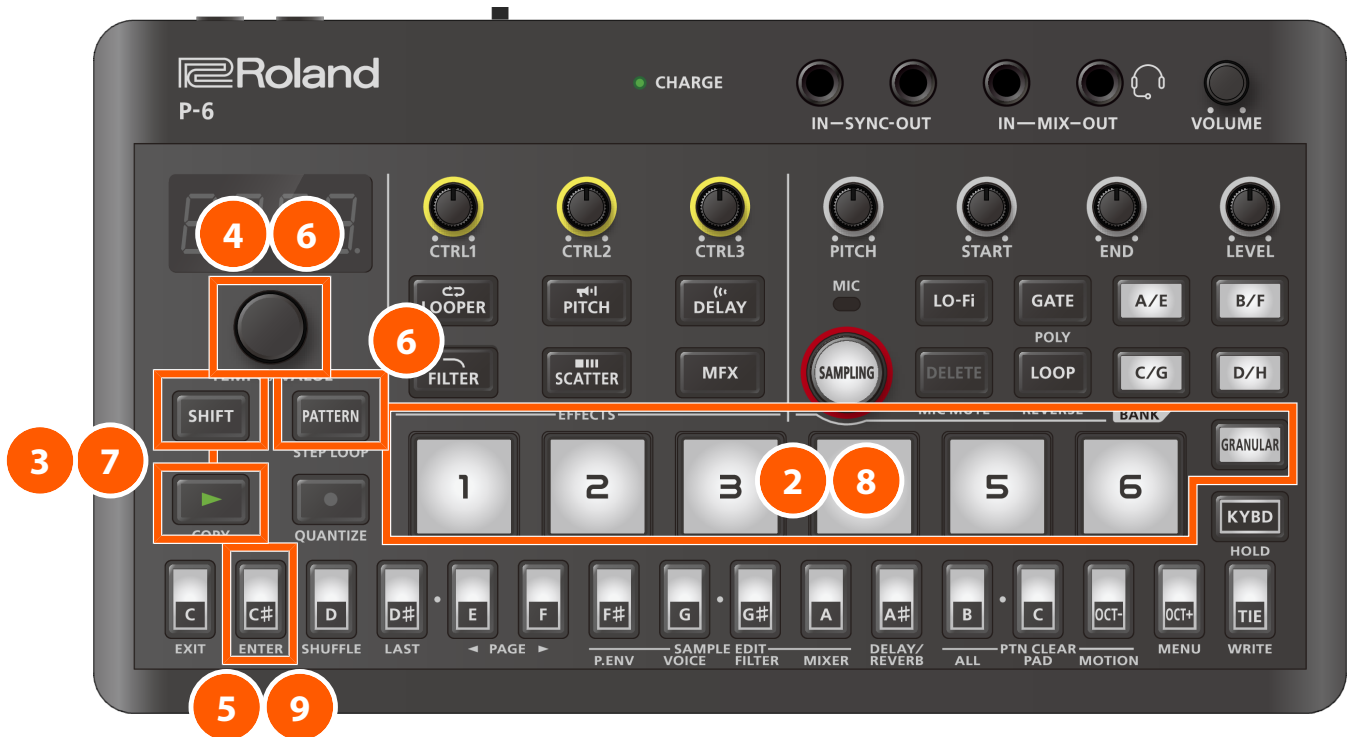 Roland
P-6
CHARGE
IN—SYNC-OUT
IN—MIX—OUT
VOLUME
4 6
CTRL1 CTRL2 CTRL3
PITCH START END LEVEL
LOOPER PITCH DELAY
MIC
LO-Fi GATE A/E B/F
POLY
6
FILTER SCATTER MFX
SAMPLING
DELETE LOOP C/G D/H
VALUE
SHIFT PATTERN
EFFECTS
MIC MUTE REVERSE BANK
STEP LOOP
GRANULAR
3 7
1 2 3 2 8 5 6
COPY QUANTIZE
KYBD
HOLD
C C# D D# E F F# G G# A A# B C OCT- OCT+ TIE
EXIT ENTER SHUFFLE LAST ◄ PAGE ► SAMPLE EDIT DELAY/ PTN CLEAR MENU WRITE
P.ENV VOICE FILTER MIXER REVERB ALL PAD MOTION
5 9